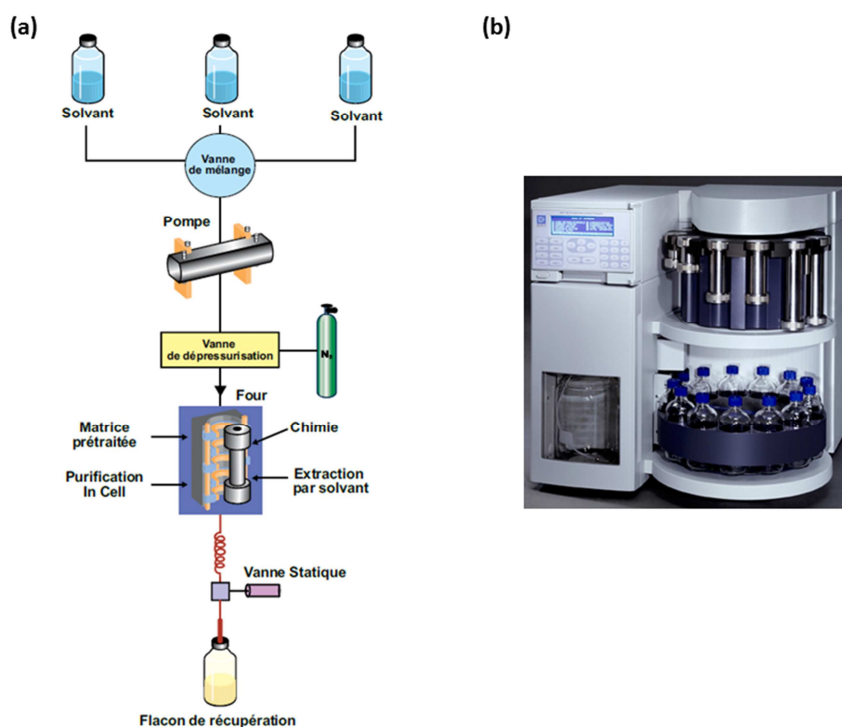 (a)
(b)
Solvant
Solvant
Solvant
Vanne
de mélange
Pompe
Vanne
de dépressurisation
Four
Matrice
prétraitée
Chimie
Purification
In Cell
Extraction
par solvant
Vanne Statique
Flacon de récupération